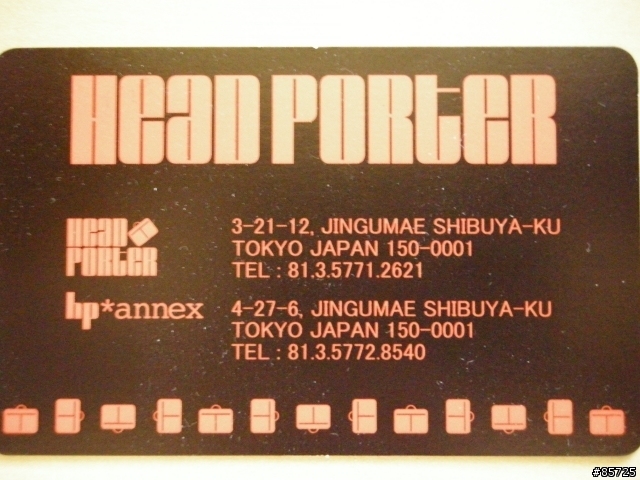 HEAD PORTER
HEAD PORTER
3-21-12, JINGUMAE SHIBUYA-KU
TOKYO JAPAN 150-0001
TEL : 81.3.5771.2621
hp*annex
4-27-6, JINGUMAE SHIBUYA-KU
TOKYO JAPAN 150-0001
TEL : 81.3.5772.8540
#85725